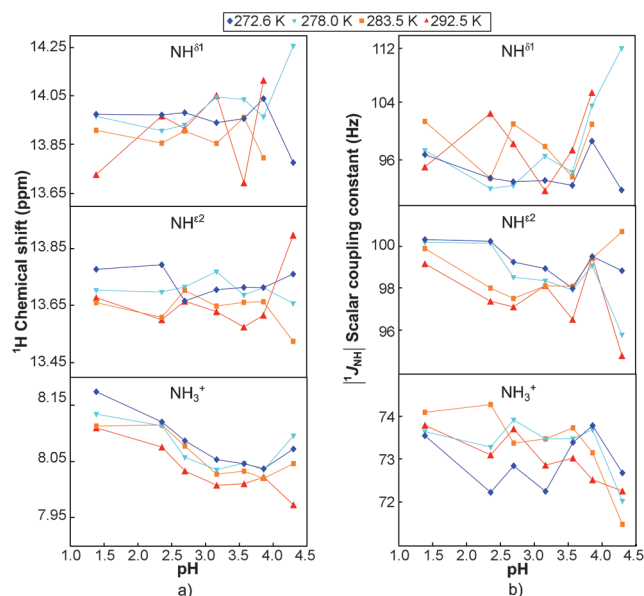 272.6 K 278.0 K 283.5 K 292.5 K
NHᵟ¹
14.25
14.05
13.85
13.65
NHᵋ²
13.85
13.65
13.45
NH₃⁺
8.15
8.05
7.95
1.0 1.5 2.0 2.5 3.0 3.5 4.0 4.5
pH
a)
¹H Chemical shift (ppm)
NHᵟ¹
112
104
96
NHᵋ²
100
98
96
NH₃⁺
74
73
72
1.0 1.5 2.0 2.5 3.0 3.5 4.0 4.5
pH
b)
|¹J_NH| Scalar coupling constant (Hz)